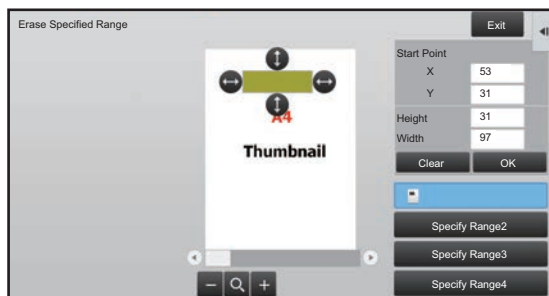 Erase Specified Range
Exit
Start Point
X 53
Y 31
Height 31
Width 97
Clear OK
A4
Thumbnail
Specify Range2
Specify Range3
Specify Range4